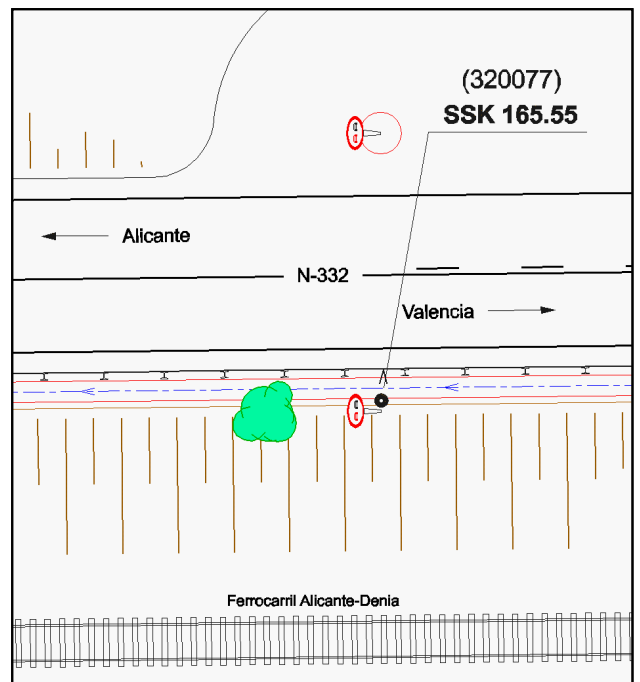 (320077)
SSK 165.55
Alicante
N-332
Valencia
Ferrocarril Alicante-Denia